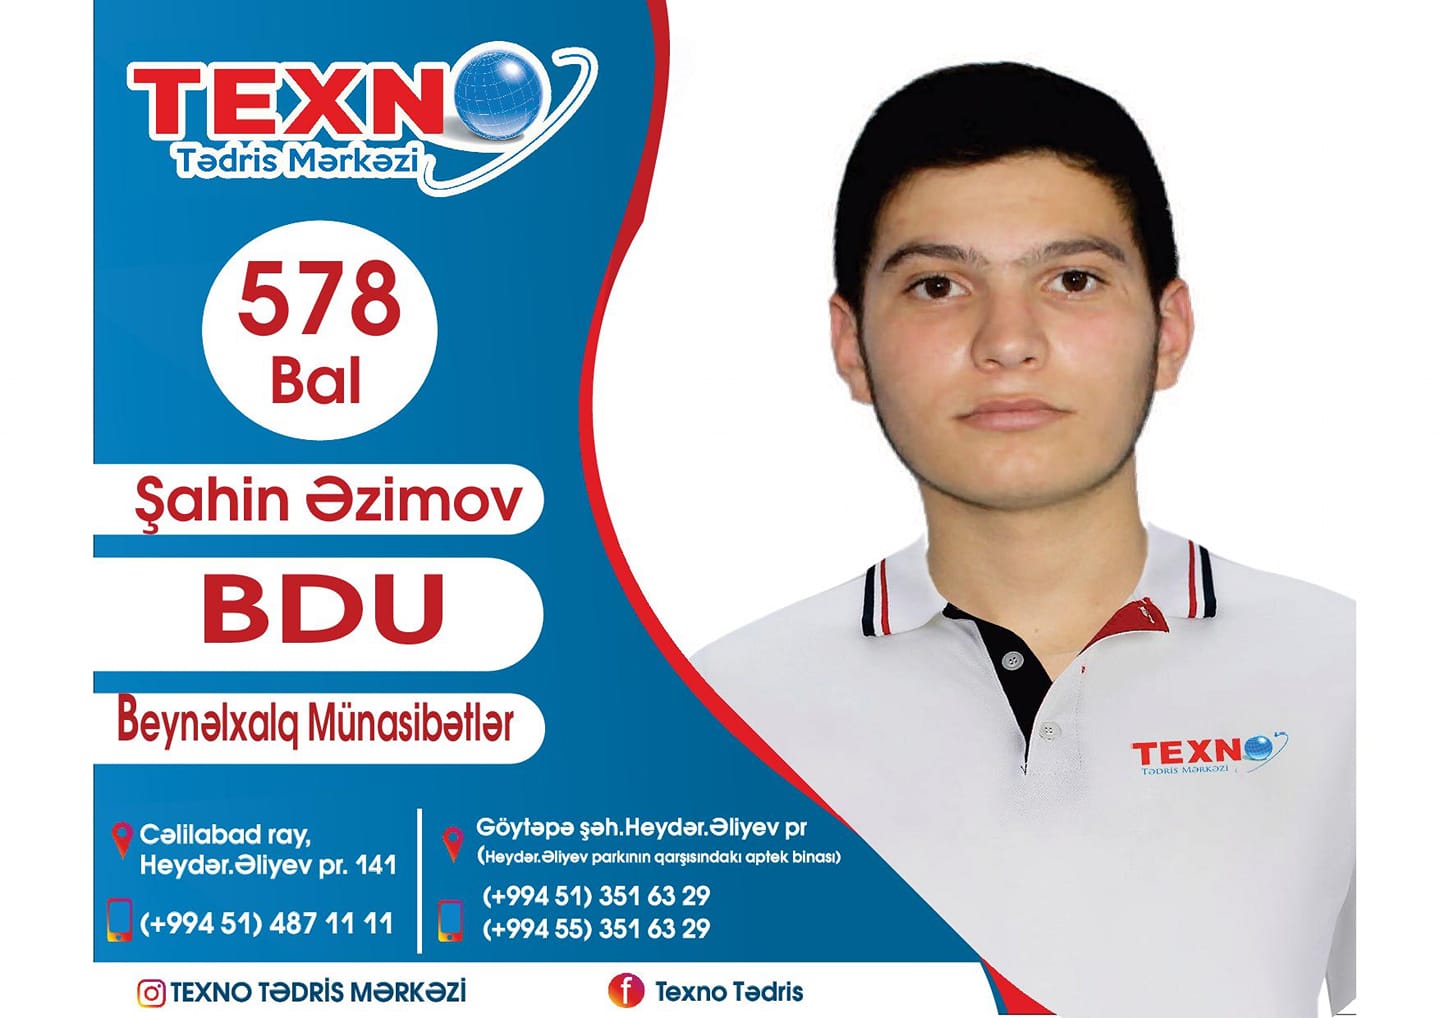 TEXNO
Tədris Mərkəzi
578
Bal
Şahin Əzimov
BDU
Beynəlxalq Münasibətlər
Cəlilabad ray,
Heydər.Əliyev pr. 141
(+994 51) 487 11 11
Göytəpə şəh.Heydər.Əliyev pr
(Heydər.Əliyev parkının qarşısındakı aptek binası)
(+994 51) 351 63 29
(+994 55) 351 63 29
TEXNO TƏDRİS MƏRKƏZİ
Texno Tədris
TEXNO
TƏDRİS MƏRKƏZİ